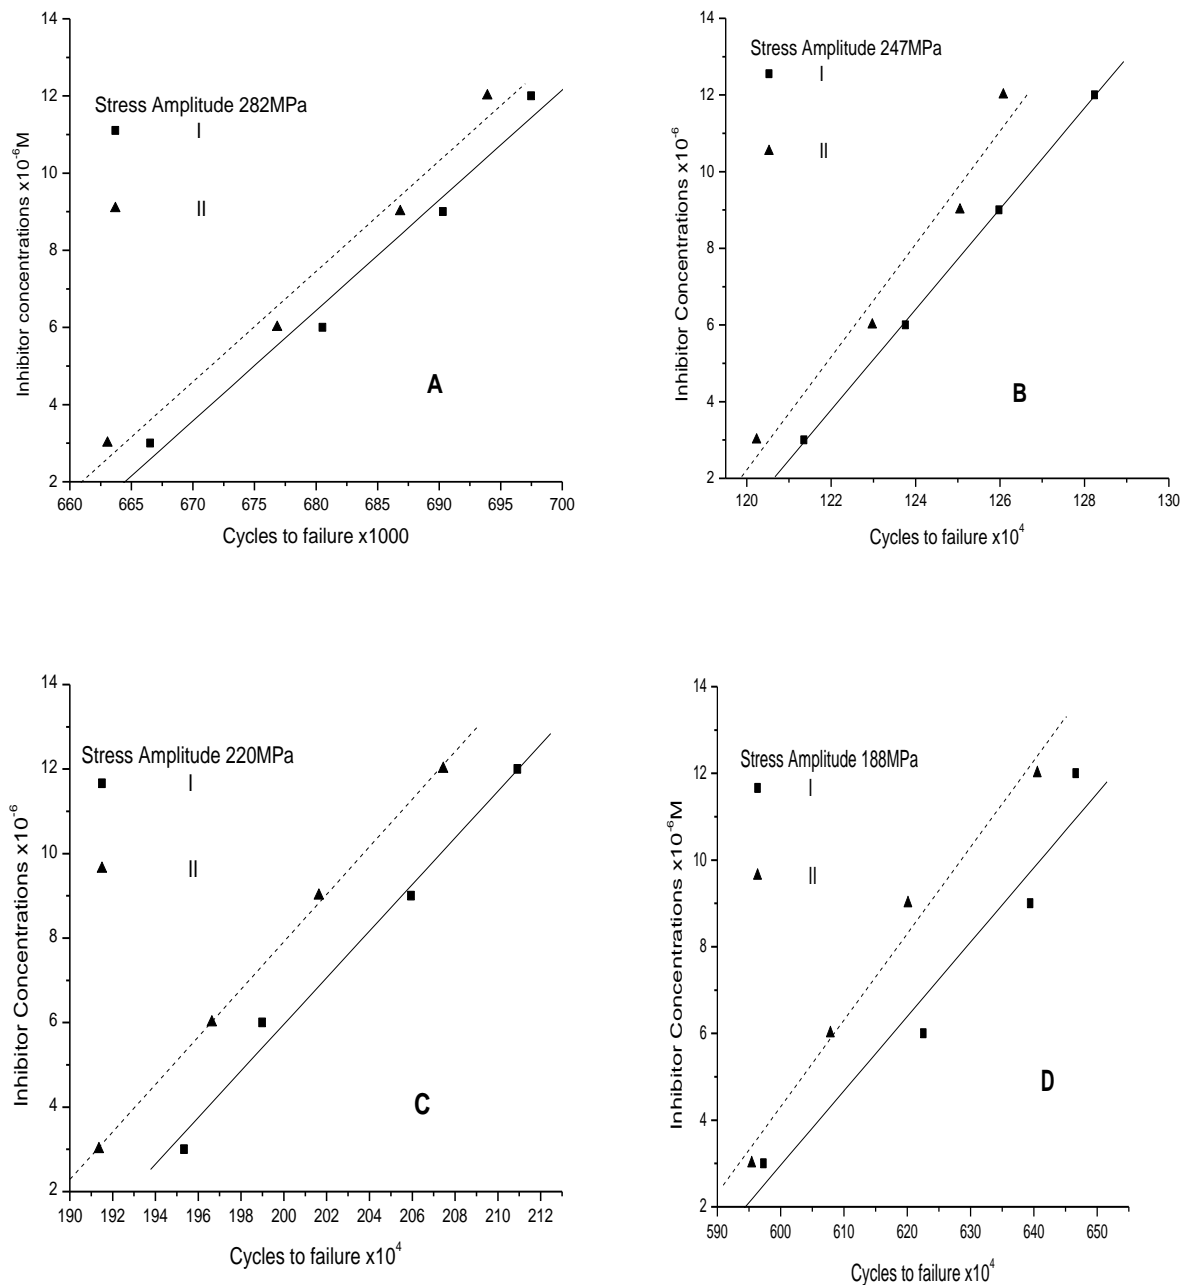 14
12
10
8
6
4
2
Inhibitor concentrations x10⁻⁶M
Stress Amplitude 282MPa
I
II
A
660 670 680 685 690 695 700
Cycles to failure x1000
14
12
10
8
6
4
2
Inhibitor Concentrations x10⁻⁶
Stress Amplitude 247MPa
I
II
B
120 122 124 126 128 130
Cycles to failure x10⁴
14
12
10
8
6
4
2
Inhibitor Concentrations x10⁻⁶
Stress Amplitude 220MPa
I
II
C
190 192 194 196 198 200 202 204 206 208 210 212
Cycles to failure x10⁴
14
12
10
8
6
4
2
Inhibitor Concentrations x10⁻⁶M
Stress Amplitude 188MPa
I
II
D
590 600 610 620 630 640 650
Cycles to failure x10⁴